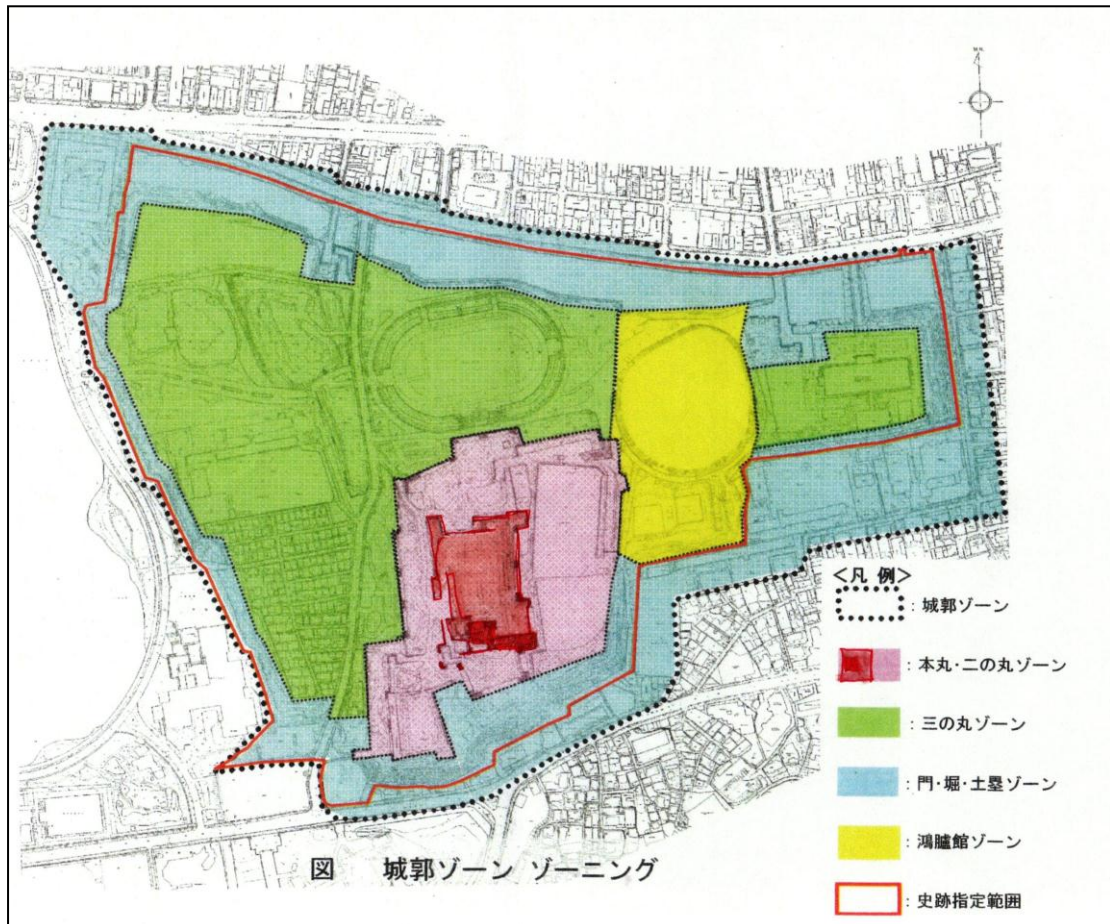 <凡 例>
: 城郭ゾーン
: 本丸・二の丸ゾーン
: 三の丸ゾーン
: 門・堀・土塁ゾーン
: 鴻臚館ゾーン
: 史跡指定範囲
図 城郭ゾーン ゾーニング